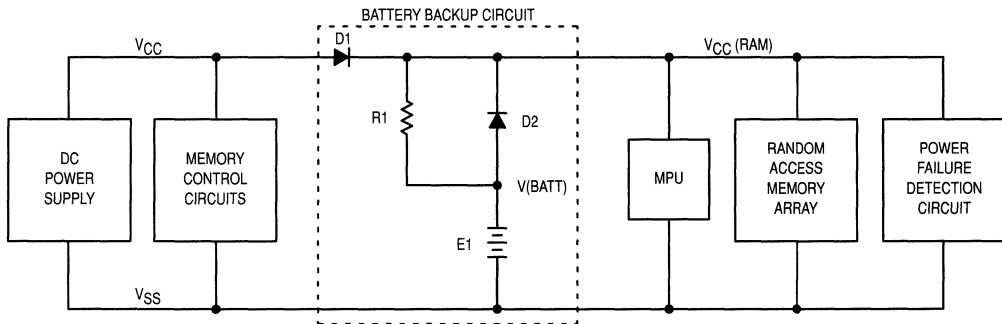 BATTERY BACKUP CIRCUIT
VCC
D1
VCC (RAM)
R1
D2
DC
POWER
SUPPLY
MEMORY
CONTROL
CIRCUITS
V(BATT)
E1
MPU
RANDOM
ACCESS
MEMORY
ARRAY
POWER
FAILURE
DETECTION
CIRCUIT
VSS